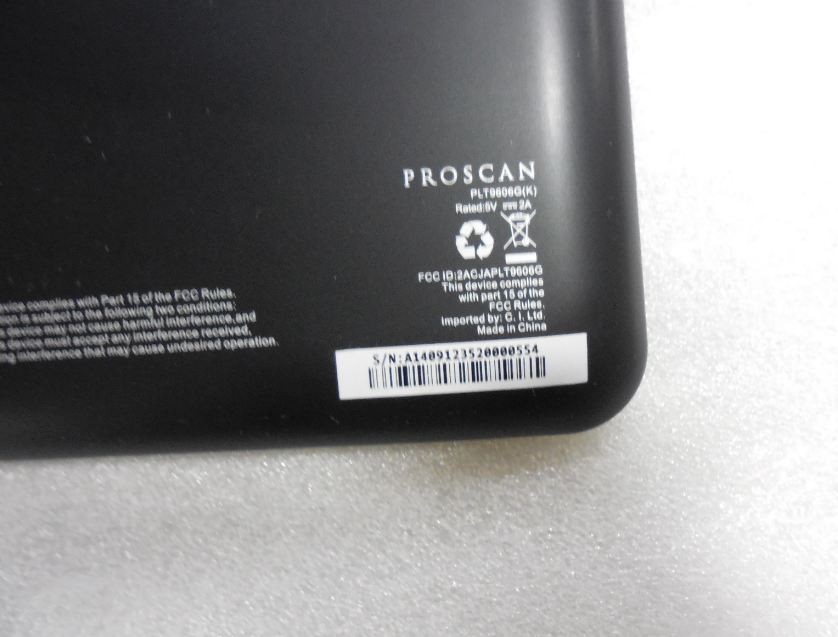 PROSCAN
PLT9606G(K)
Rated:5V ⎓ 2A
FCC ID:2ACJAPLT9606G
This device complies
with part 15 of the
FCC Rules.
Imported by: C. I. Ltd.
Made in China
complies with Part 15 of the FCC Rules.
is subject to the following two conditions:
device may not cause harmful interference,and
device must accept any interference received,
interference that may cause undesired operation.
S/N:A1409123520000554